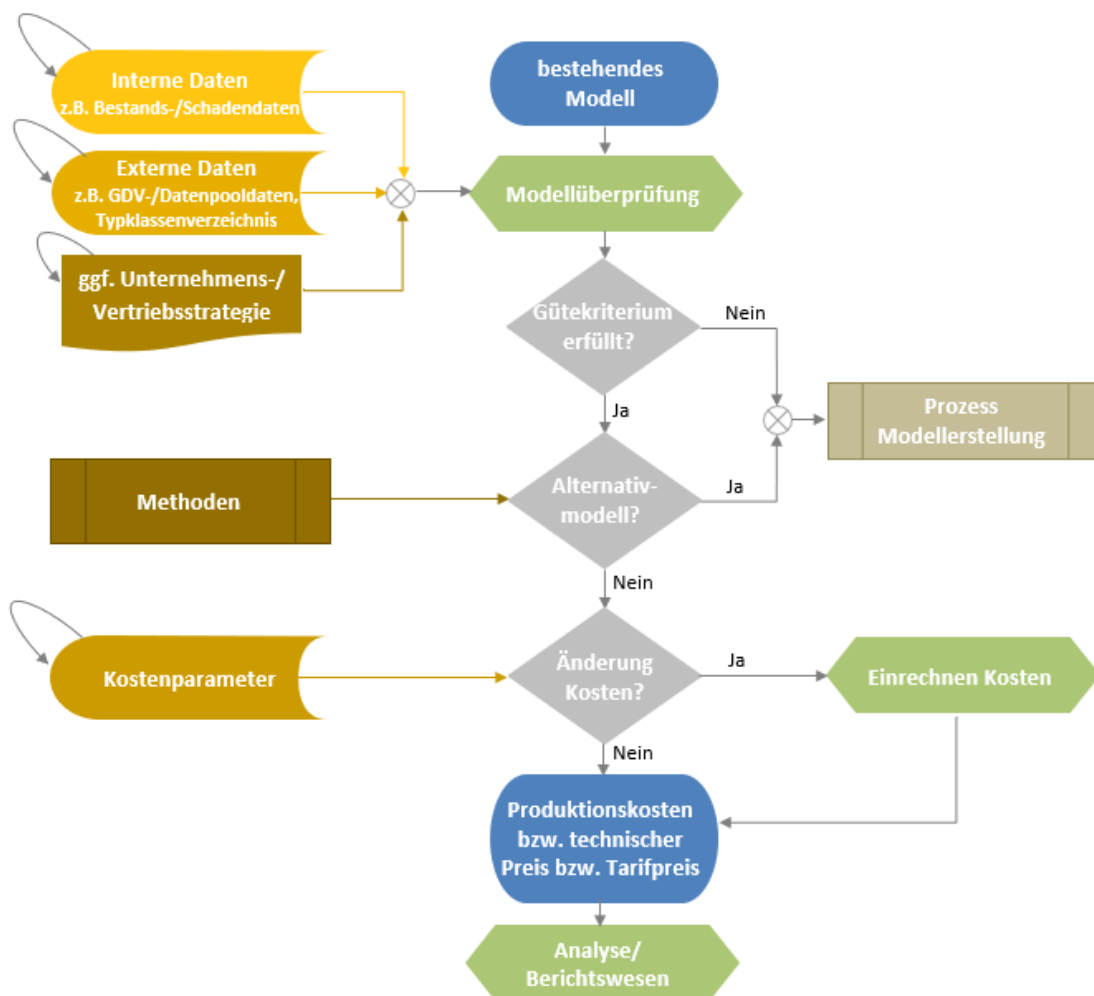 Interne Daten
z.B. Bestands-/Schadendaten
bestehendes
Modell
Externe Daten
z.B. GDV-/Datenpooldaten,
Typklassenverzeichnis
Modellüberprüfung
ggf. Unternehmens-/
Vertriebsstrategie
Gütekriterium
erfüllt?
Nein
Ja
Prozess
Modellerstellung
Methoden
Alternativ-
modell?
Ja
Nein
Kostenparameter
Änderung
Kosten?
Ja
Einrechnen Kosten
Nein
Produktionskosten
bzw. technischer
Preis bzw. Tarifpreis
Analyse/
Berichtswesen